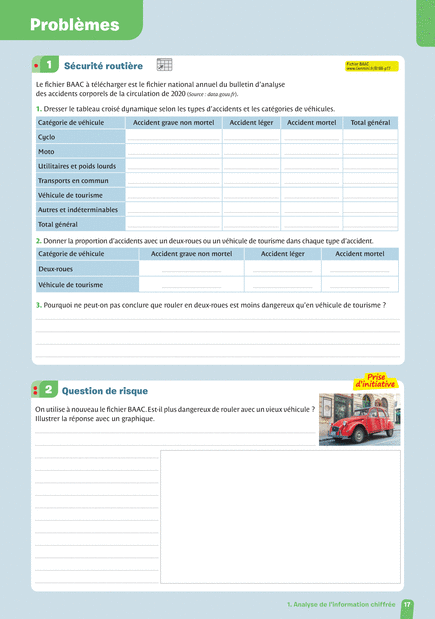 Problèmes
1 Sécurité routière
Fichier BAAC
Le fichier BAAC à télécharger est le fichier national annuel du bulletin d'analyse
des accidents corporels de la circulation de 2020 (Source : data.gouv.fr).
1. Dresser le tableau croisé dynamique selon les types d'accidents et les catégories de véhicules.
Catégorie de véhicule Accident grave non mortel Accident léger Accident mortel Total général
Cyclo
Moto
Utilitaires et poids lourds
Transports en commun
Véhicule de tourisme
Autres et indéterminables
Total général
2. Donner la proportion d'accidents avec un deux-roues ou un véhicule de tourisme dans chaque type d'accident.
Catégorie de véhicule Accident grave non mortel Accident léger Accident mortel
Deux-roues
Véhicule de tourisme
3. Pourquoi ne peut-on pas conclure que rouler en deux-roues est moins dangereux qu'en véhicule de tourisme ?
Prise
d'initiative
2 Question de risque
On utilise à nouveau le fichier BAAC. Est-il plus dangereux de rouler avec un vieux véhicule ?
Illustrer la réponse avec un graphique.
1. Analyse de l'information chiffrée 17